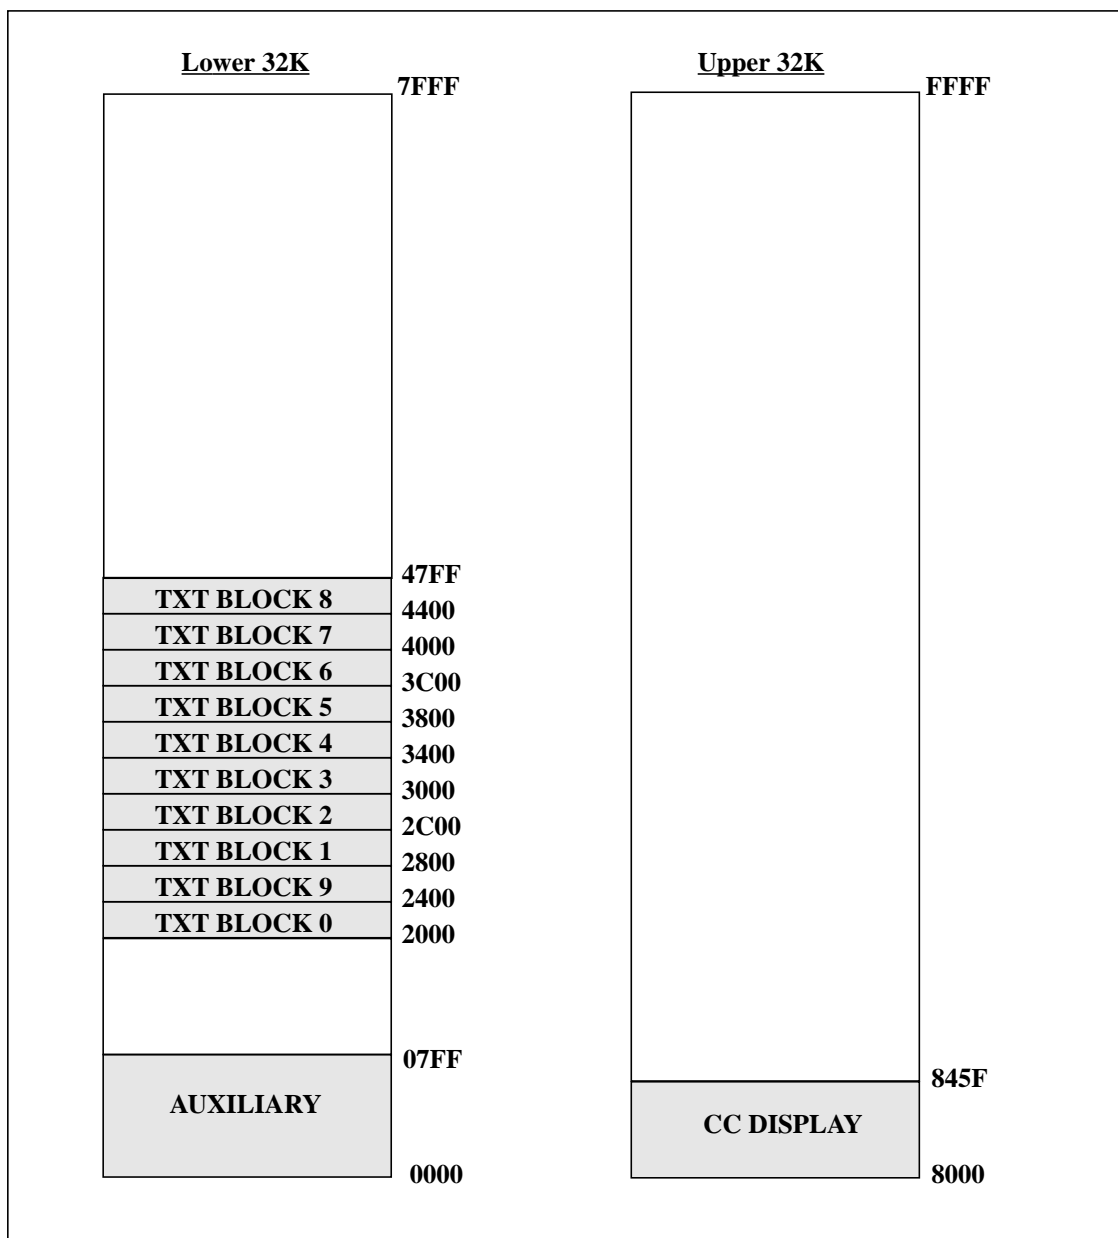 Lower 32K
7FFF
47FF
TXT BLOCK 8
4400
TXT BLOCK 7
4000
TXT BLOCK 6
3C00
TXT BLOCK 5
3800
TXT BLOCK 4
3400
TXT BLOCK 3
3000
TXT BLOCK 2
2C00
TXT BLOCK 1
2800
TXT BLOCK 9
2400
TXT BLOCK 0
2000
07FF
AUXILIARY
0000
Upper 32K
FFFF
845F
CC DISPLAY
8000